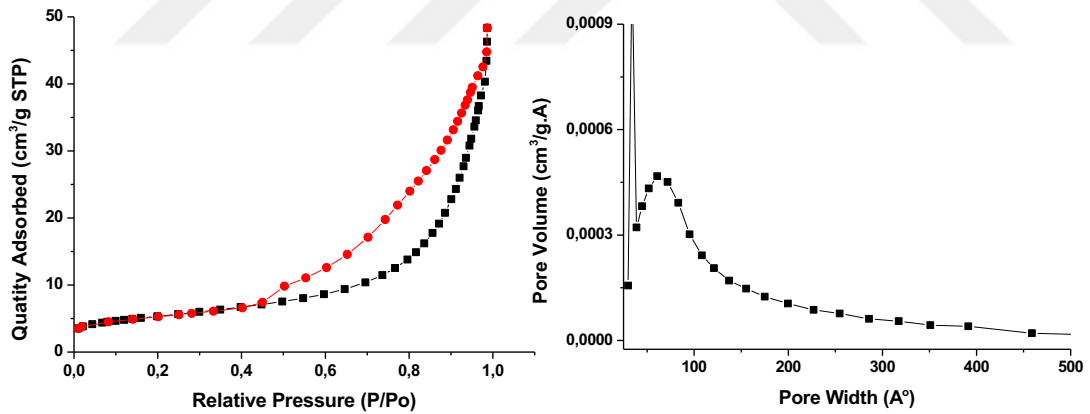 Quatity Adsorbed (cm³/g STP)
50
40
30
20
10
0
0,0 0,2 0,4 0,6 0,8 1,0
Relative Pressure (P/Po)
Pore Volume (cm³/g.A)
0,0009
0,0006
0,0003
0,0000
100 200 300 400 500
Pore Width (Aº)